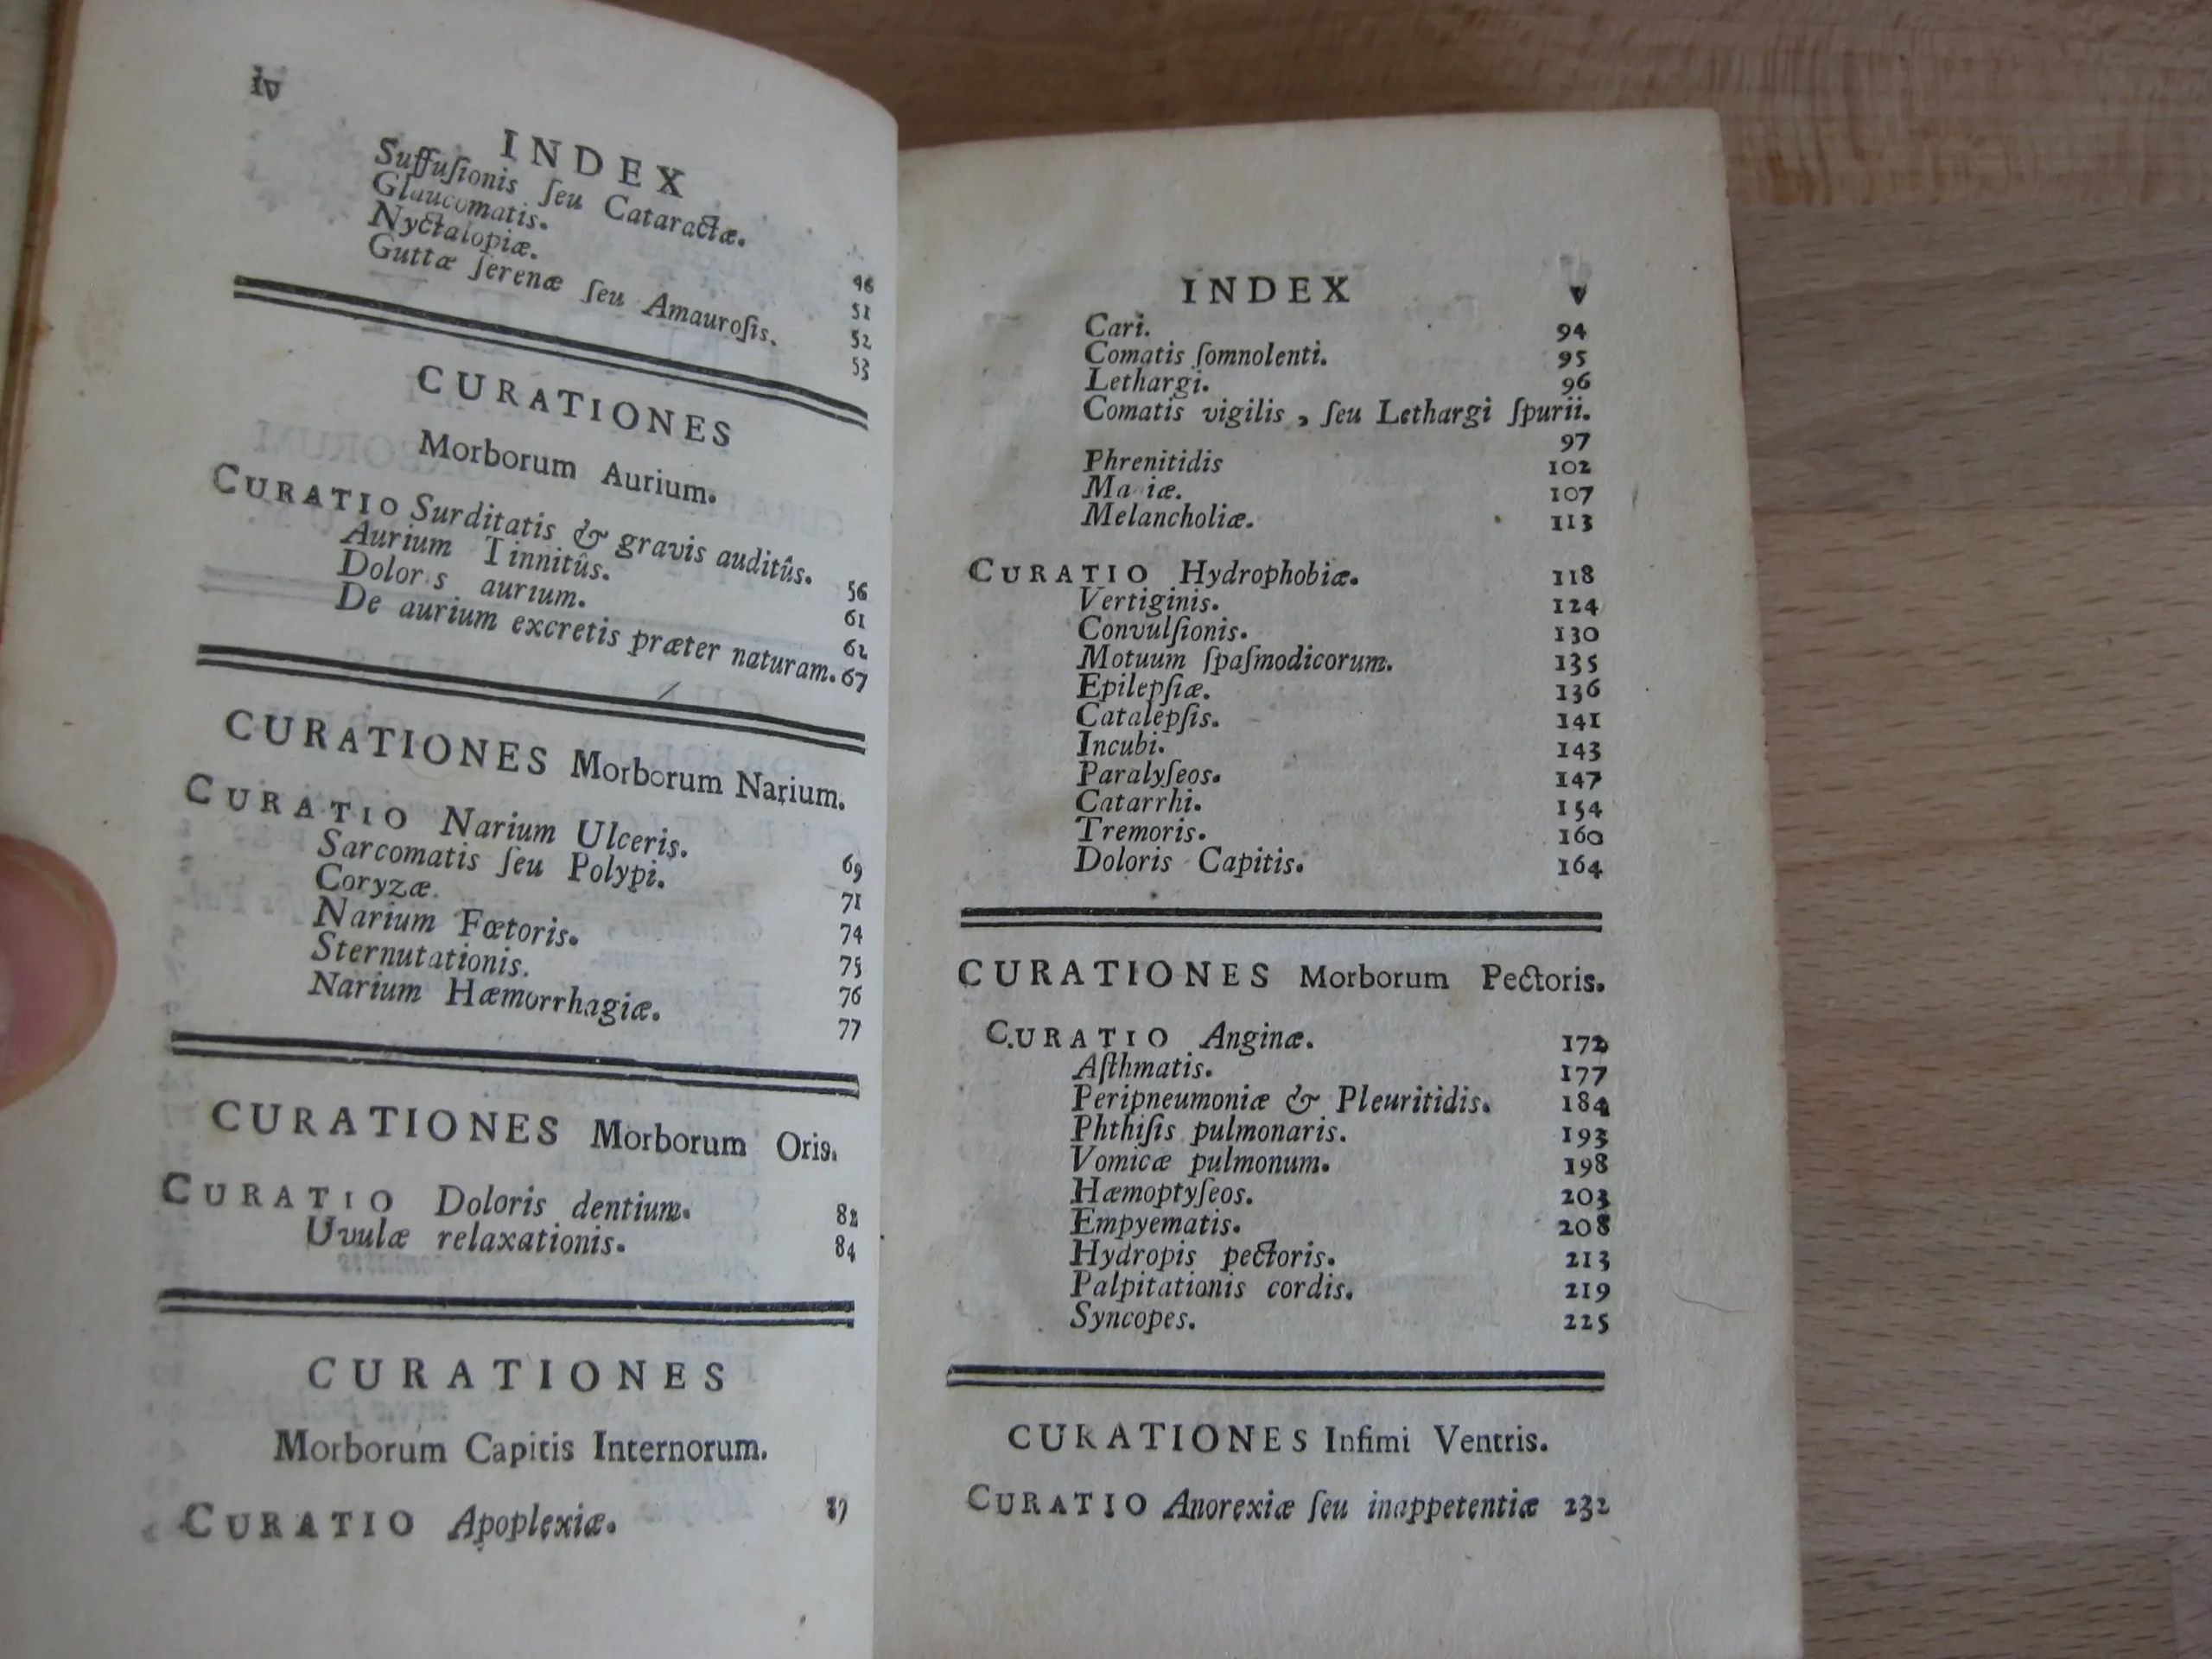 iv
INDEX
Suffuſionis ſeu Cataractæ. 46
Glaucomatis. 51
Nyctalopiæ. 52
Guttæ ſerenæ ſeu Amauroſis. 53
CURATIONES
Morborum Aurium.
CURATIO Surditatis & gravis auditûs. 56
Aurium Tinnitûs. 61
Doloris aurium. 62
De aurium excretis præter naturam. 67
CURATIONES Morborum Narium.
CURATIO Narium Ulceris. 69
Sarcomatis ſeu Polypi. 71
Coryzæ. 74
Narium Fœtoris. 75
Sternutationis. 76
Narium Hæmorrhagiæ. 77
CURATIONES Morborum Oris.
CURATIO Doloris dentium. 82
Uvulæ relaxationis. 84
CURATIONES
Morborum Capitis Internorum.
CURATIO Apoplexiæ. 87
INDEX v
Cari. 94
Comatis ſomnolenti. 95
Lethargi. 96
Comatis vigilis, ſeu Lethargi ſpurii.
97
Phrenitidis 102
Ma iæ. 107
Melancholiæ. 113
CURATIO Hydrophobiæ. 118
Vertiginis. 124
Convulſionis. 130
Motuum ſpaſmodicorum. 135
Epilepſiæ. 136
Catalepſis. 141
Incubi. 143
Paralyſeos. 147
Catarrhi. 154
Tremoris. 160
Doloris Capitis. 164
CURATIONES Morborum Pectoris.
CURATIO Anginæ. 172
Aſthmatis. 177
Peripneumoniæ & Pleuritidis. 184
Phthiſis pulmonaris. 193
Vomicæ pulmonum. 198
Hæmoptyſeos. 203
Empyematis. 208
Hydropis pectoris. 213
Palpitationis cordis. 219
Syncopes. 225
CURATIONES Infimi Ventris.
CURATIO Anorexiæ ſeu inappetentiæ 232